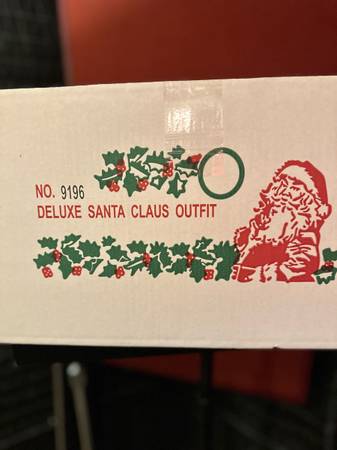 NO. 9196
DELUXE SANTA CLAUS OUTFIT